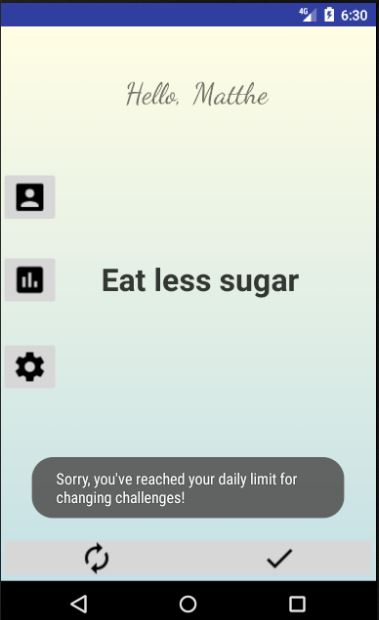 4G 6:30
Hello, Matthe
Eat less sugar
Sorry, you've reached your daily limit for
changing challenges!